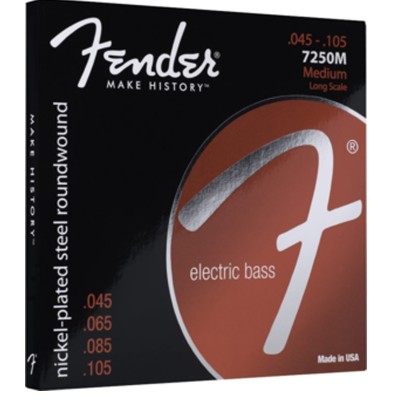 Fender®
MAKE HISTORY™
.045 - .105
7250M
Medium
Long Scale
MAKE HISTORY™
nickel-plated steel roundwound
F®
electric bass
.045
.065
.085
.105
F
Made in USA